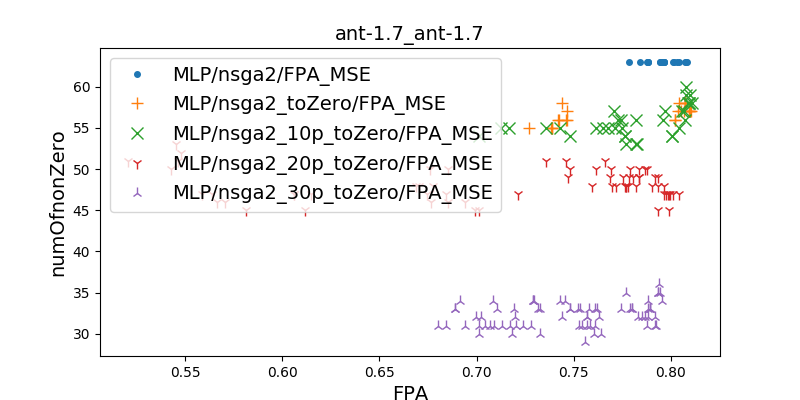 ant-1.7_ant-1.7
MLP/nsga2/FPA_MSE
MLP/nsga2_toZero/FPA_MSE
MLP/nsga2_10p_toZero/FPA_MSE
MLP/nsga2_20p_toZero/FPA_MSE
MLP/nsga2_30p_toZero/FPA_MSE
numOfnonZero
60
55
50
45
40
35
30
0.55 0.60 0.65 0.70 0.75 0.80
FPA